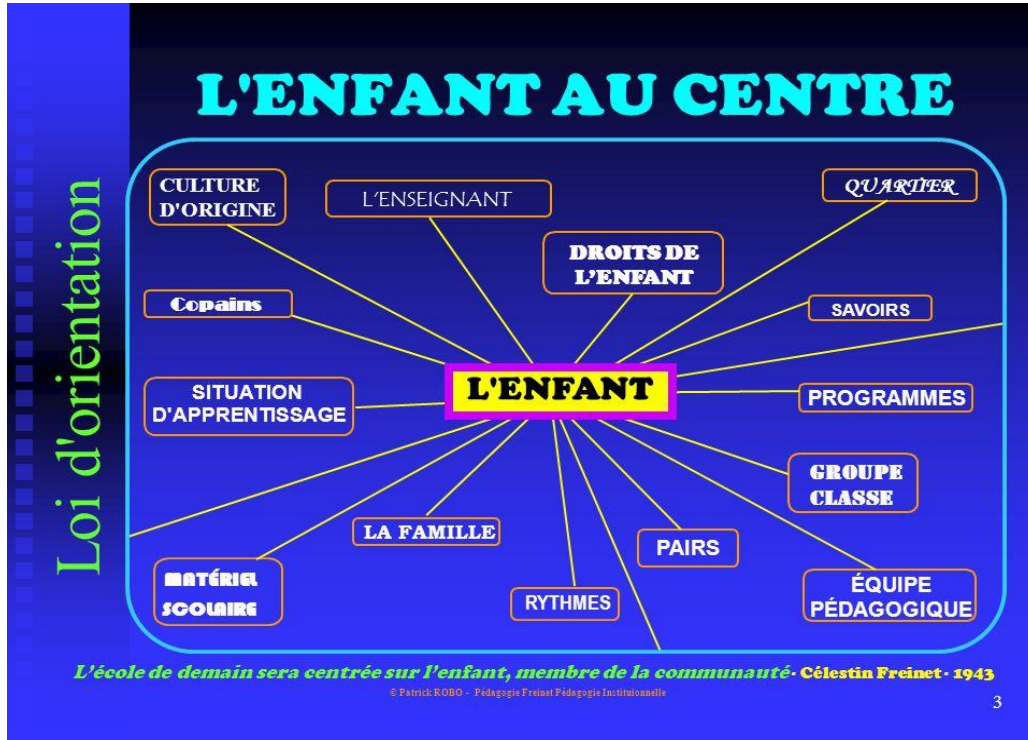 L'ENFANT AU CENTRE
Loi d'orientation
CULTURE
D'ORIGINE
L'ENSEIGNANT
QUARTIER
DROITS DE
L'ENFANT
Copains
SAVOIRS
L'ENFANT
SITUATION
D'APPRENTISSAGE
PROGRAMMES
GROUPE
CLASSE
LA FAMILLE
PAIRS
MATÉRIEL
SCOLAIRE
RYTHMES
ÉQUIPE
PÉDAGOGIQUE
L'école de demain sera centrée sur l'enfant, membre de la communauté - Célestin Freinet - 1943
© Patrick ROBO - Pédagogie Freinet Pédagogie Instituionnelle
3